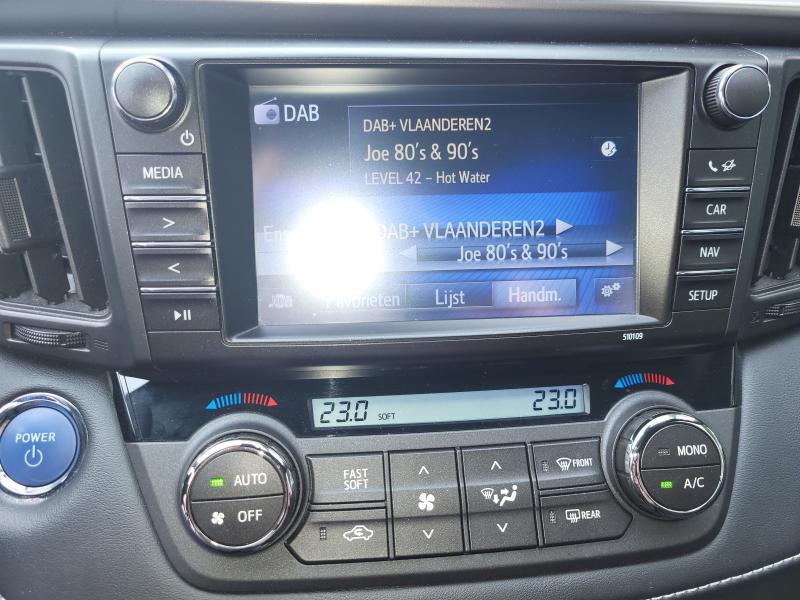 DAB
DAB+ VLAANDEREN2
Joe 80's & 90's
LEVEL 42 – Hot Water
DAB+ VLAANDEREN2
Joe 80's & 90's
Favorieten Lijst Handm.
MEDIA
>
<
CAR
NAV
SETUP
510109
23.0 SOFT 23.0
POWER
AUTO
OFF
FAST
SOFT
FRONT
REAR
MONO
A/C